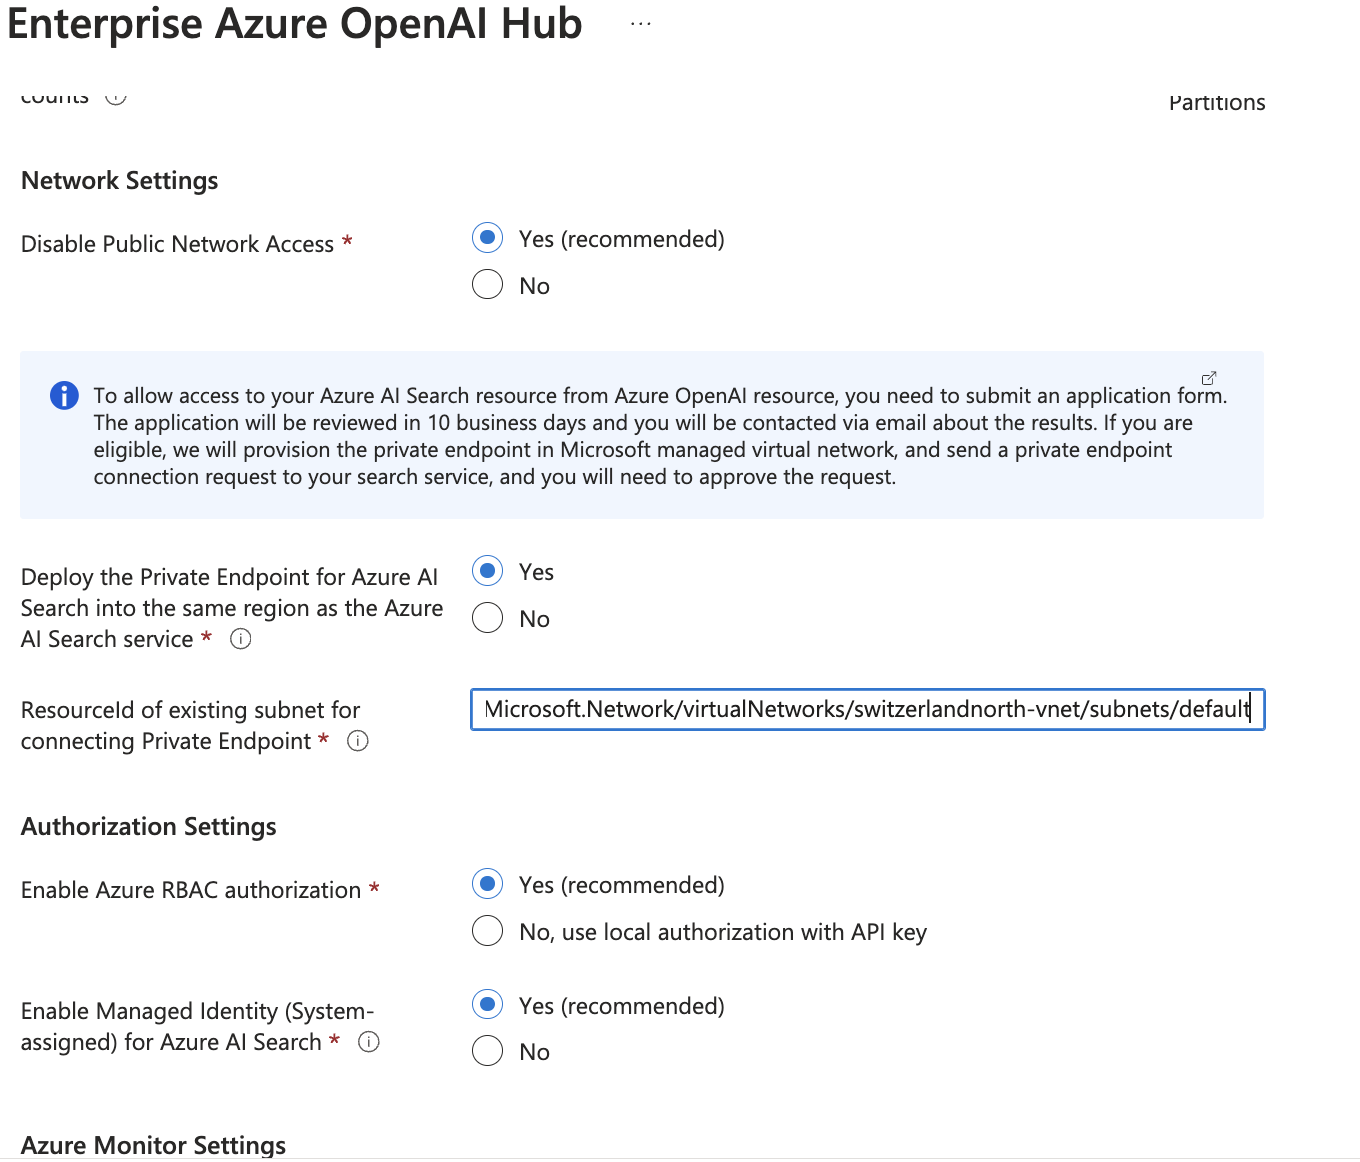 Enterprise Azure OpenAI Hub ...
counts
Partitions
Network Settings
Disable Public Network Access *
Yes (recommended)
No
To allow access to your Azure AI Search resource from Azure OpenAI resource, you need to submit an application form.
The application will be reviewed in 10 business days and you will be contacted via email about the results. If you are
eligible, we will provision the private endpoint in Microsoft managed virtual network, and send a private endpoint
connection request to your search service, and you will need to approve the request.
Deploy the Private Endpoint for Azure AI
Search into the same region as the Azure
AI Search service *
Yes
No
ResourceId of existing subnet for
connecting Private Endpoint *
Microsoft.Network/virtualNetworks/switzerlandnorth-vnet/subnets/default
Authorization Settings
Enable Azure RBAC authorization *
Yes (recommended)
No, use local authorization with API key
Enable Managed Identity (System-
assigned) for Azure AI Search *
Yes (recommended)
No
Azure Monitor Settings